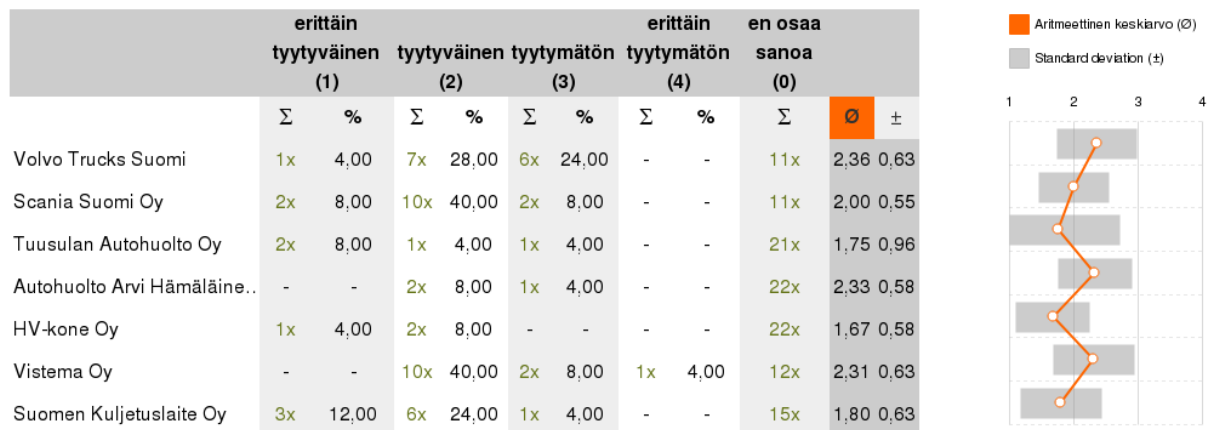 erittäin erittäin en osaa
tyytyväinen tyytyväinen tyytymätön tyytymätön sanoa
(1) (2) (3) (4) (0)
Σ % Σ % Σ % Σ % Σ Ø ±
Volvo Trucks Suomi 1x 4,00 7x 28,00 6x 24,00 - - 11x 2,36 0,63
Scania Suomi Oy 2x 8,00 10x 40,00 2x 8,00 - - 11x 2,00 0,55
Tuusulan Autohuolto Oy 2x 8,00 1x 4,00 1x 4,00 - - 21x 1,75 0,96
Autohuolto Arvi Hämäläine.. - - 2x 8,00 1x 4,00 - - 22x 2,33 0,58
HV-kone Oy 1x 4,00 2x 8,00 - - - - 22x 1,67 0,58
Vistema Oy - - 10x 40,00 2x 8,00 1x 4,00 12x 2,31 0,63
Suomen Kuljetuslaite Oy 3x 12,00 6x 24,00 1x 4,00 - - 15x 1,80 0,63
Aritmeettinen keskiarvo (Ø)
Standard deviation (±)
1 2 3 4